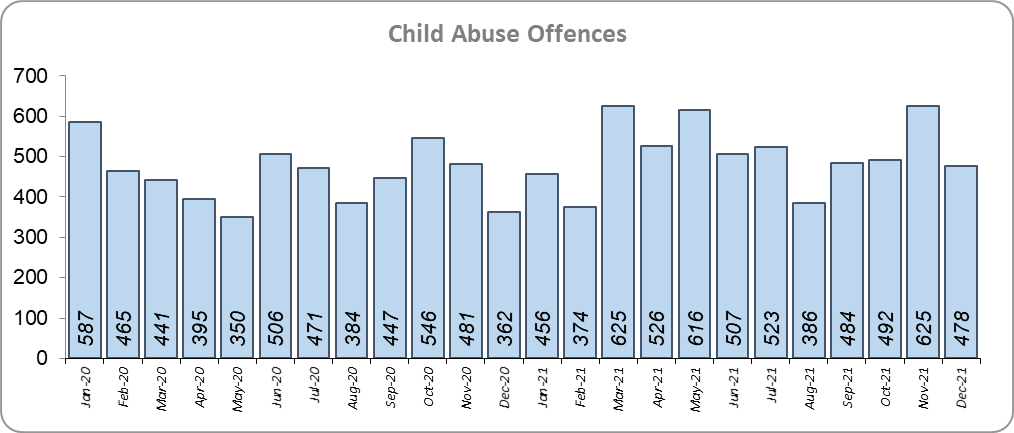 Child Abuse Offences
700
600
500
400
300
200
100
0
587 465 441 395 350 506 471 384 447 546 481 362 456 374 625 526 616 507 523 386 484 492 625 478
Jan-20 Feb-20 Mar-20 Apr-20 May-20 Jun-20 Jul-20 Aug-20 Sep-20 Oct-20 Nov-20 Dec-20 Jan-21 Feb-21 Mar-21 Apr-21 May-21 Jun-21 Jul-21 Aug-21 Sep-21 Oct-21 Nov-21 Dec-21